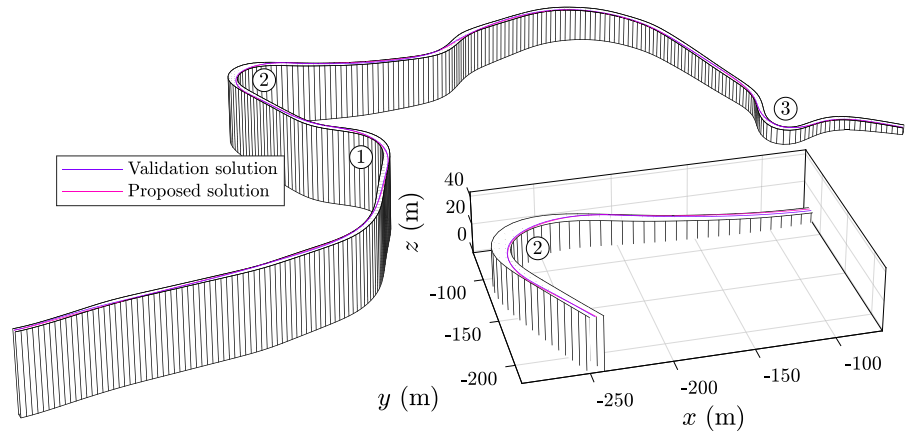 2
3
1
Validation solution
Proposed solution
40
20
0
z (m)
2
-100
-150
-200
y (m)
-250
-200
-150
-100
x (m)